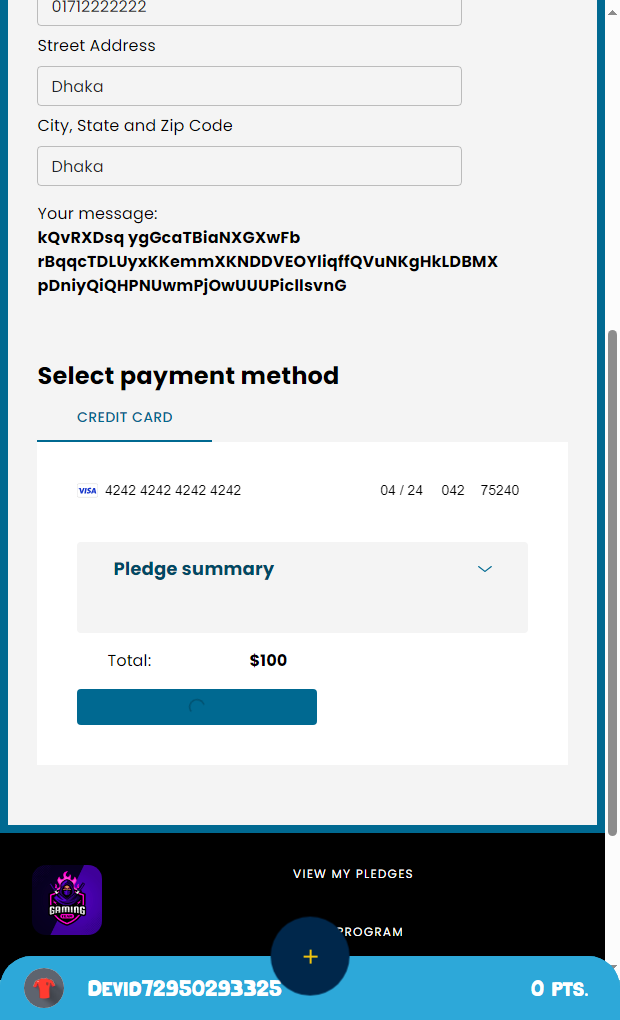 01712222222
Street Address
Dhaka
City, State and Zip Code
Dhaka
Your message:
kQvRXDsq ygGcaTBiaNXGXwFb
rBqqcTDLUyxKKemmXKNDDVEOYliqffQVuNKgHkLDBMX
pDniyQiQHPNUwmPjOwUUUPicllsvnG
Select payment method
CREDIT CARD
VISA 4242 4242 4242 4242 04 / 24 042 75240
Pledge summary
Total: $100
VIEW MY PLEDGES
GAMING
PROGRAM
Devid72950293325 0 PTS.